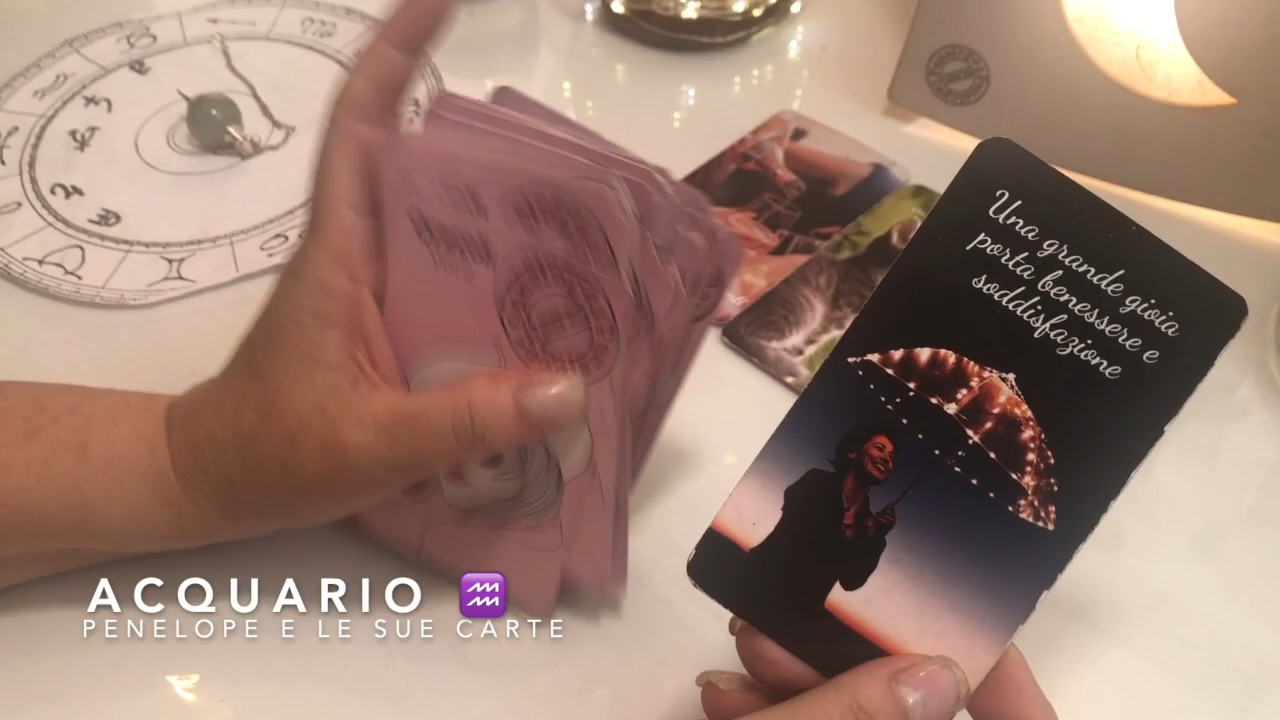 Una grande gioia
porta benessere e
soddisfazione
ACQUARIO ♒
PENELOPE E LE SUE CARTE